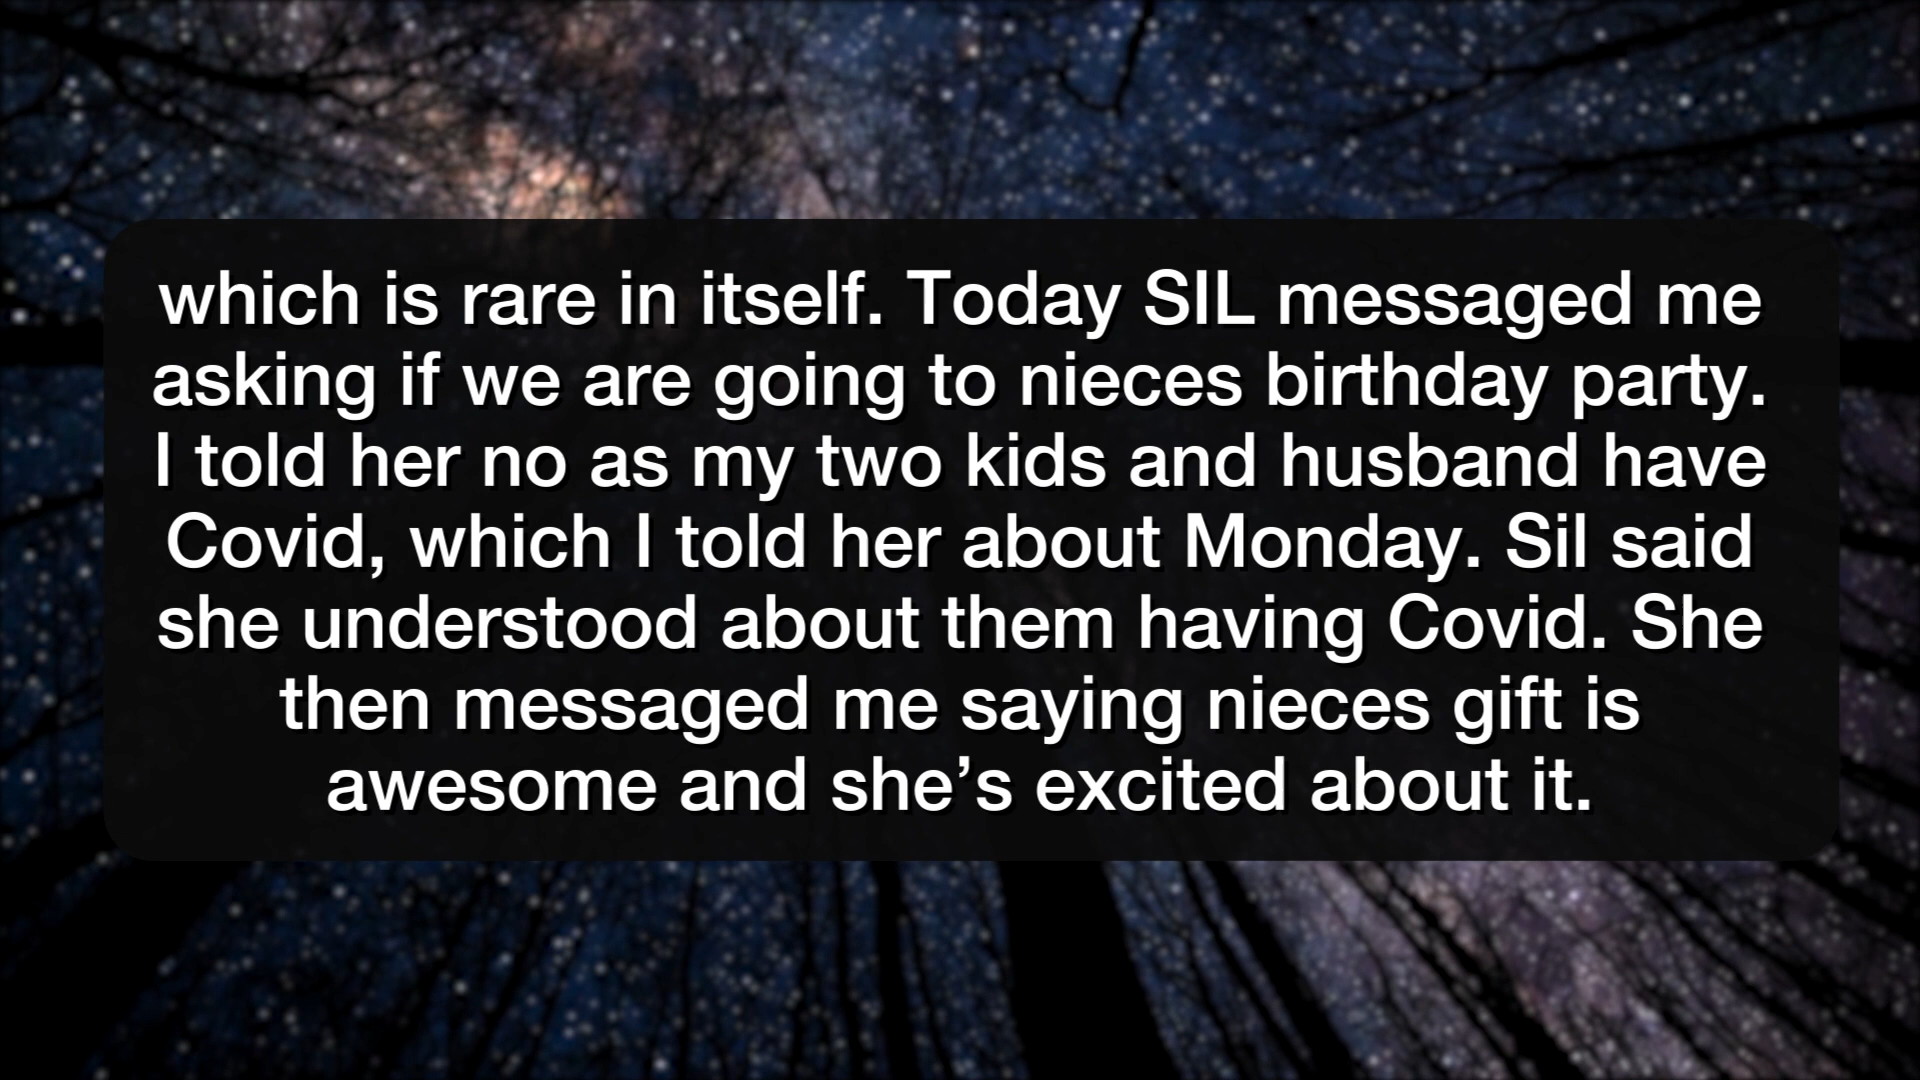 which is rare in itself. Today SIL messaged me
asking if we are going to nieces birthday party.
I told her no as my two kids and husband have
Covid, which I told her about Monday. Sil said
she understood about them having Covid. She
then messaged me saying nieces gift is
awesome and she’s excited about it.